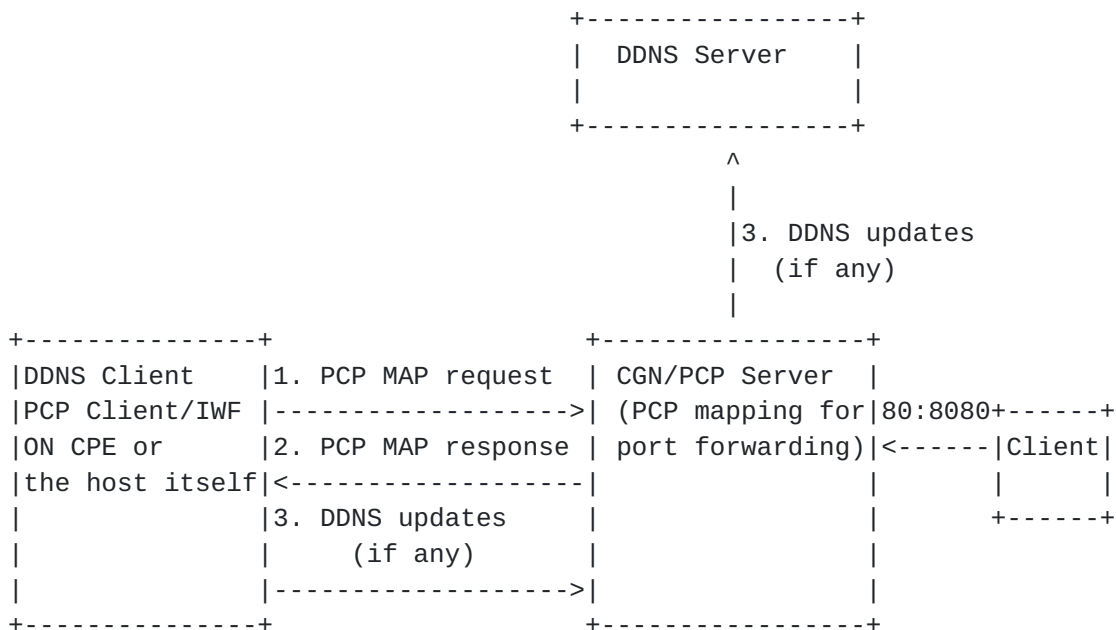 DDNS Server
3. DDNS updates
(if any)
DDNS Client
PCP Client/IWF
ON CPE or
the host itself
1. PCP MAP request
2. PCP MAP response
3. DDNS updates
(if any)
CGN/PCP Server
(PCP mapping for
port forwarding)
80:8080
Client